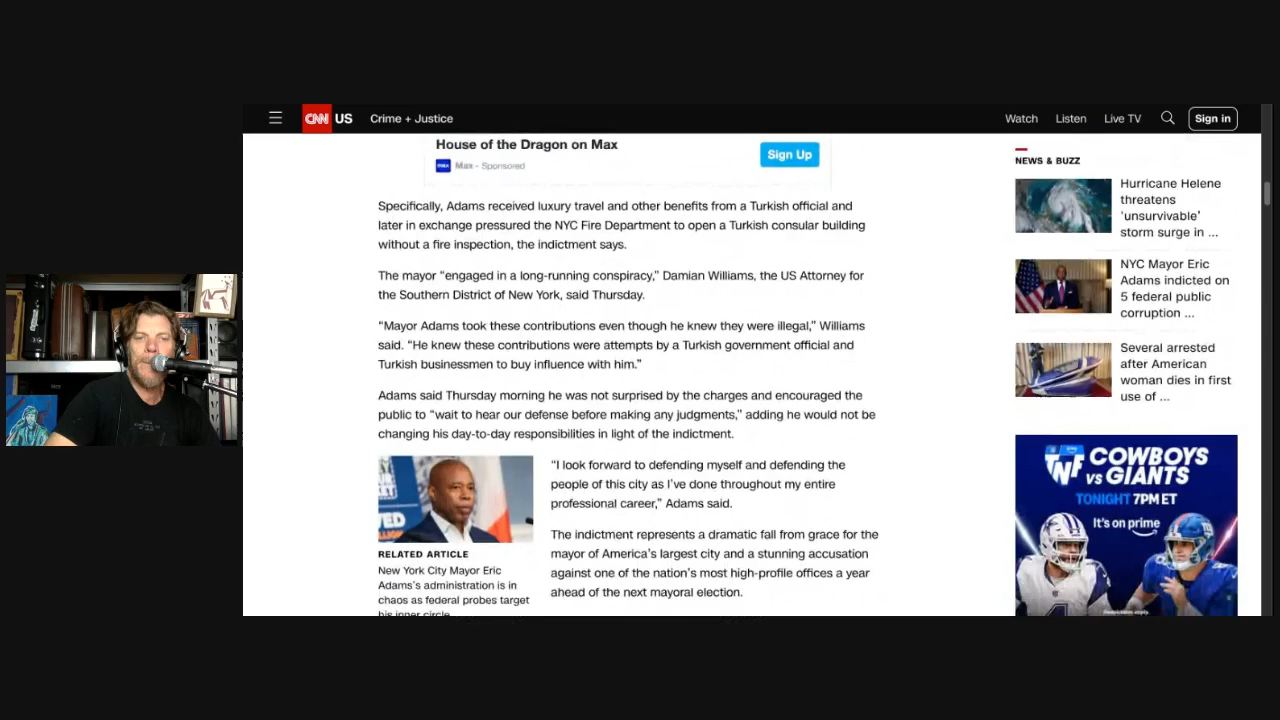 CNN US Crime + Justice Watch Listen Live TV Sign in
House of the Dragon on Max
max Max - Sponsored
Sign Up
Specifically, Adams received luxury travel and other benefits from a Turkish official and
later in exchange pressured the NYC Fire Department to open a Turkish consular building
without a fire inspection, the indictment says.
The mayor “engaged in a long-running conspiracy,” Damian Williams, the US Attorney for
the Southern District of New York, said Thursday.
“Mayor Adams took these contributions even though he knew they were illegal,” Williams
said. “He knew these contributions were attempts by a Turkish government official and
Turkish businessmen to buy influence with him.”
Adams said Thursday morning he was not surprised by the charges and encouraged the
public to “wait to hear our defense before making any judgments,” adding he would not be
changing his day-to-day responsibilities in light of the indictment.
RELATED ARTICLE
New York City Mayor Eric
Adams’s administration is in
chaos as federal probes target
his inner circle
“I look forward to defending myself and defending the
people of this city as I’ve done throughout my entire
professional career,” Adams said.
The indictment represents a dramatic fall from grace for the
mayor of America’s largest city and a stunning accusation
against one of the nation’s most high-profile offices a year
ahead of the next mayoral election.
NEWS & BUZZ
Hurricane Helene
threatens
‘unsurvivable’
storm surge in ...
NYC Mayor Eric
Adams indicted on
5 federal public
corruption ...
Several arrested
after American
woman dies in first
use of ...
TNF
COWBOYS
VS GIANTS
TONIGHT 7PM ET
It’s on prime